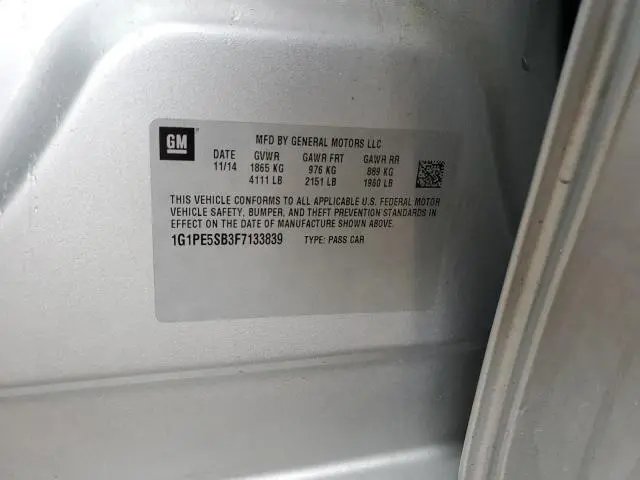 GM MFD BY GENERAL MOTORS LLC
DATE GVWR GAWR FRT GAWR RR
11/14 1865 KG 976 KG 889 KG
4111 LB 2151 LB 1960 LB
THIS VEHICLE CONFORMS TO ALL APPLICABLE U.S. FEDERAL MOTOR
VEHICLE SAFETY, BUMPER, AND THEFT PREVENTION STANDARDS IN
EFFECT ON THE DATE OF MANUFACTURE SHOWN ABOVE.
1G1PE5SB3F7133839 TYPE: PASS CAR